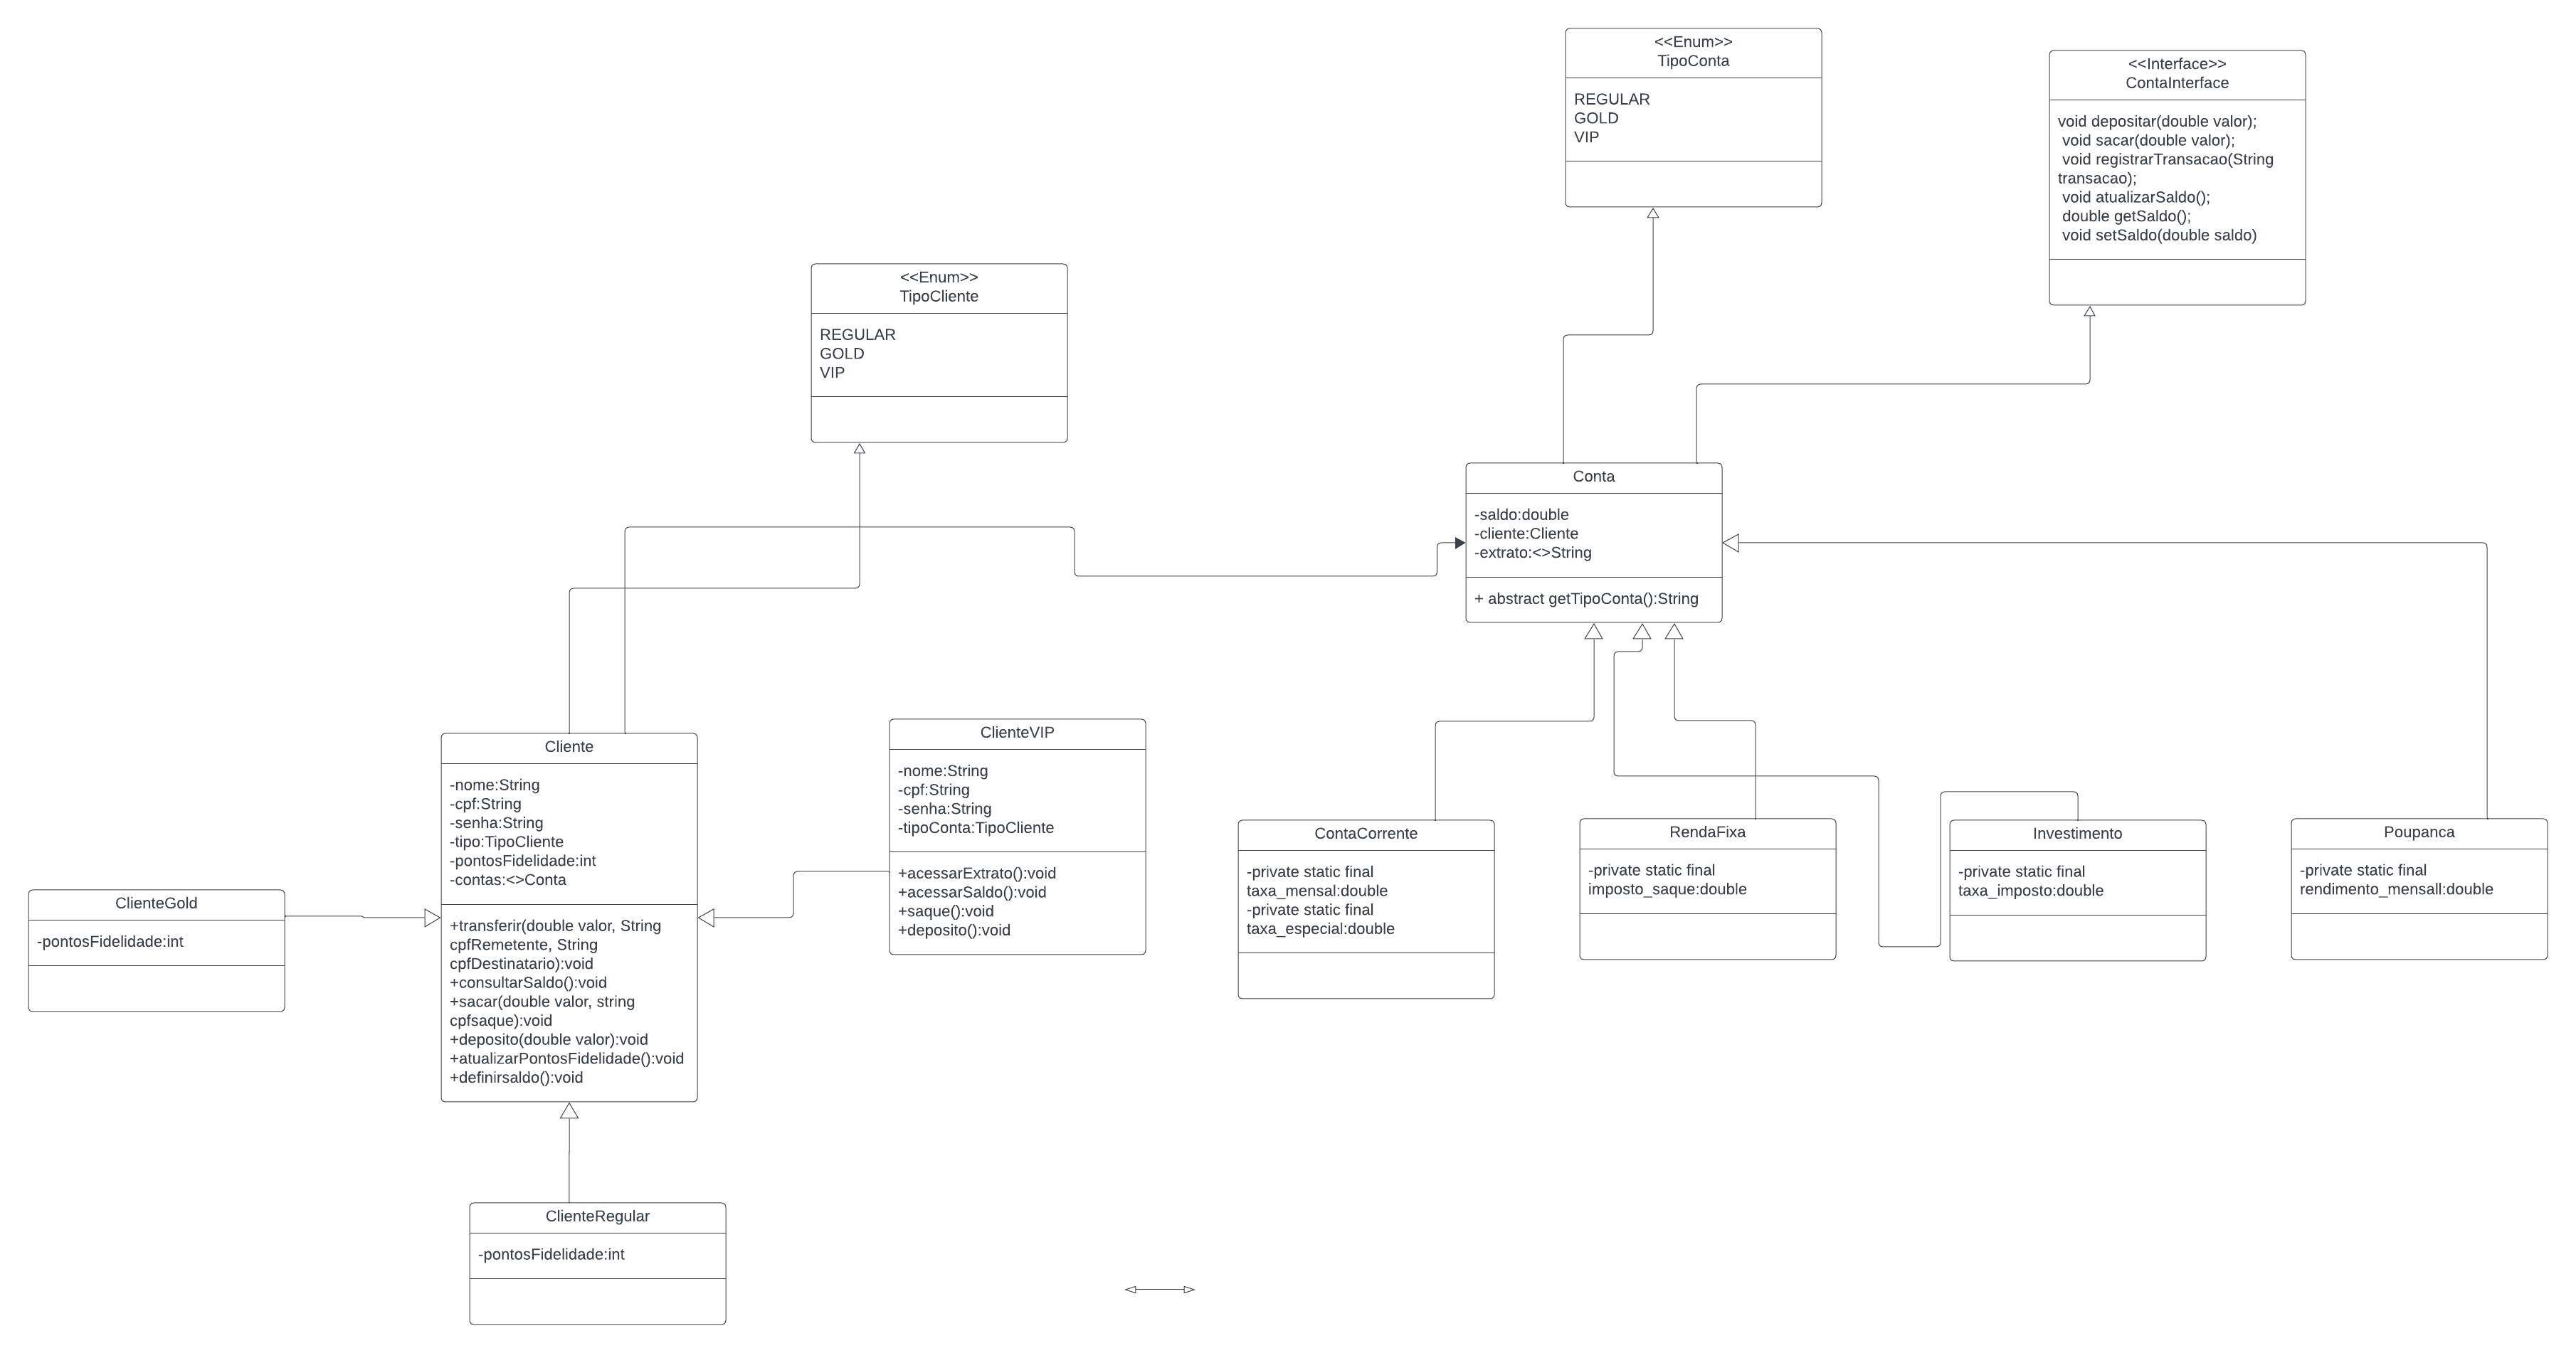 <<Enum>>
TipoConta
REGULAR
GOLD
VIP
<<Interface>>
ContaInterface
void depositar(double valor);
void sacar(double valor);
void registrarTransacao(String
transacao);
void atualizarSaldo();
double getSaldo();
void setSaldo(double saldo)
<<Enum>>
TipoCliente
REGULAR
GOLD
VIP
Conta
-saldo:double
-cliente:Cliente
-extrato:<>String
+ abstract getTipoConta():String
Cliente
-nome:String
-cpf:String
-senha:String
-tipo:TipoCliente
-pontosFidelidade:int
-contas:<>Conta
+transferir(double valor, String
cpfRemetente, String
cpfDestinatario):void
+consultarSaldo():void
+sacar(double valor, string
cpfsaque):void
+deposito(double valor):void
+atualizarPontosFidelidade():void
+definirsaldo():void
ClienteVIP
-nome:String
-cpf:String
-senha:String
-tipoConta:TipoCliente
+acessarExtrato():void
+acessarSaldo():void
+saque():void
+deposito():void
ContaCorrente
-private static final
taxa_mensal:double
-private static final
taxa_especial:double
RendaFixa
-private static final
imposto_saque:double
Investimento
-private static final
taxa_imposto:double
Poupanca
-private static final
rendimento_mensall:double
ClienteGold
-pontosFidelidade:int
ClienteRegular
-pontosFidelidade:int